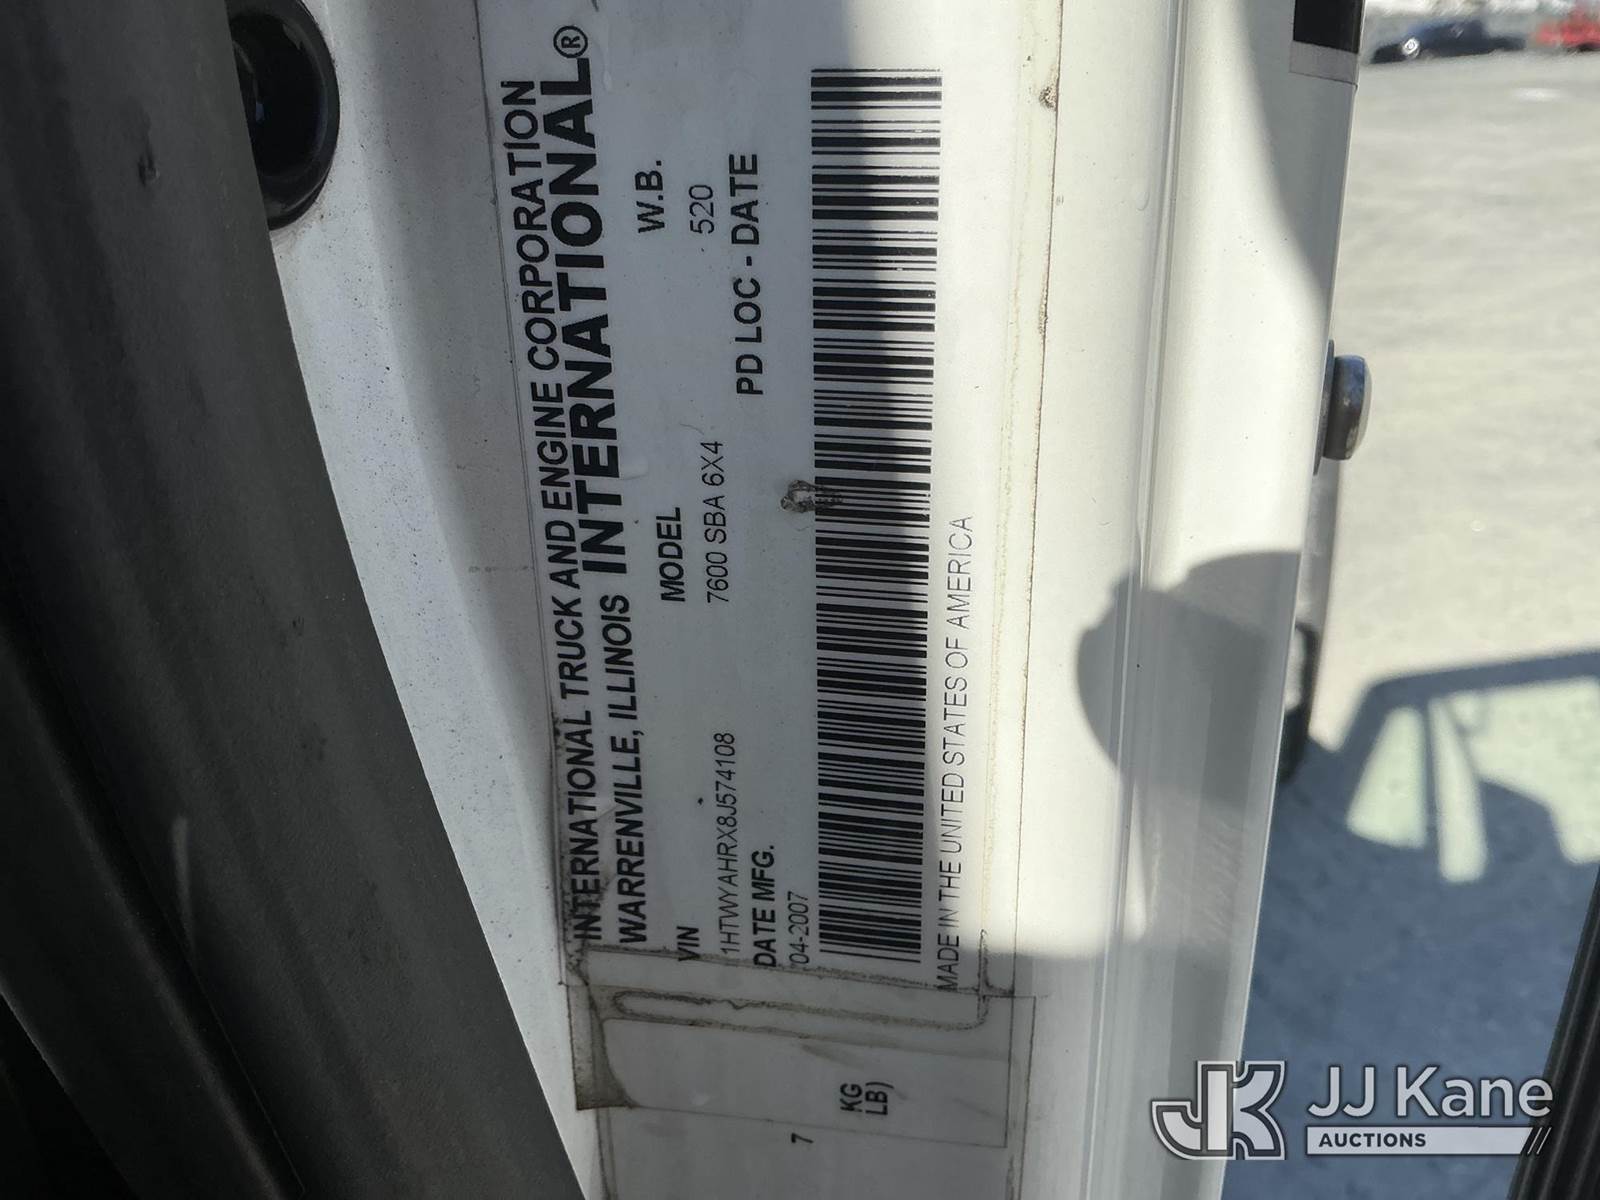 INTERNATIONAL TRUCK AND ENGINE CORPORATION
WARRENVILLE, ILLINOIS INTERNATIONAL®
VIN MODEL W.B.
1HTWYAHRX8J574108 7600 SBA 6X4 520
DATE MFG. PD LOC - DATE
04-2007
MADE IN THE UNITED STATES OF AMERICA
7
KG
LB)
JK JJ Kane
AUCTIONS